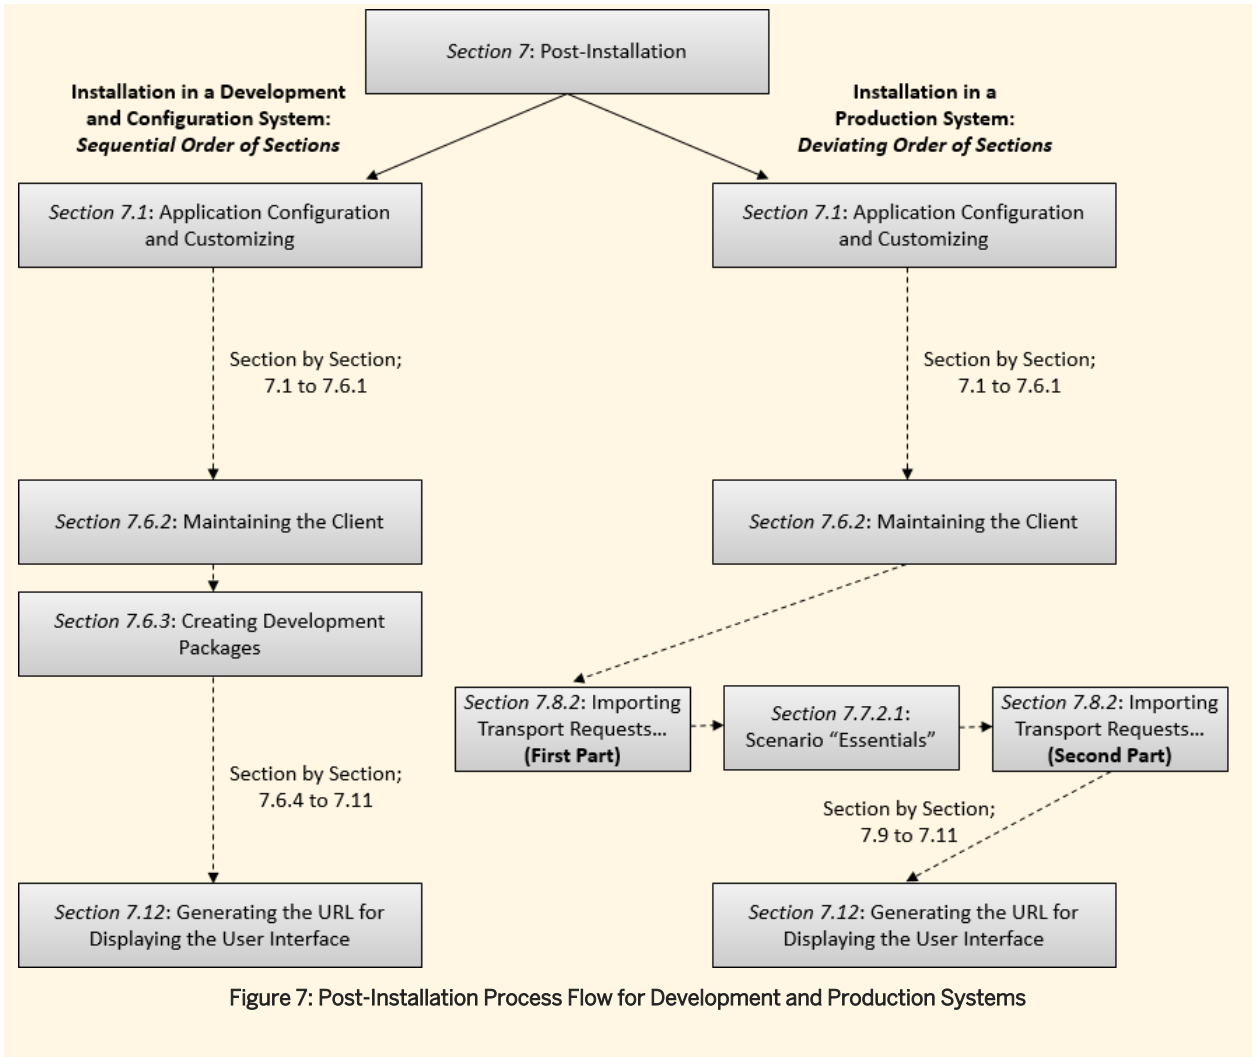 Section 7: Post-Installation
Installation in a Development
and Configuration System:
Sequential Order of Sections
Installation in a
Production System:
Deviating Order of Sections
Section 7.1: Application Configuration
and Customizing
Section 7.1: Application Configuration
and Customizing
Section by Section;
7.1 to 7.6.1
Section by Section;
7.1 to 7.6.1
Section 7.6.2: Maintaining the Client
Section 7.6.2: Maintaining the Client
Section 7.6.3: Creating Development
Packages
Section 7.8.2: Importing
Transport Requests...
(First Part)
Section 7.7.2.1:
Scenario “Essentials”
Section 7.8.2: Importing
Transport Requests...
(Second Part)
Section by Section;
7.6.4 to 7.11
Section by Section;
7.9 to 7.11
Section 7.12: Generating the URL for
Displaying the User Interface
Section 7.12: Generating the URL for
Displaying the User Interface
Figure 7: Post-Installation Process Flow for Development and Production Systems